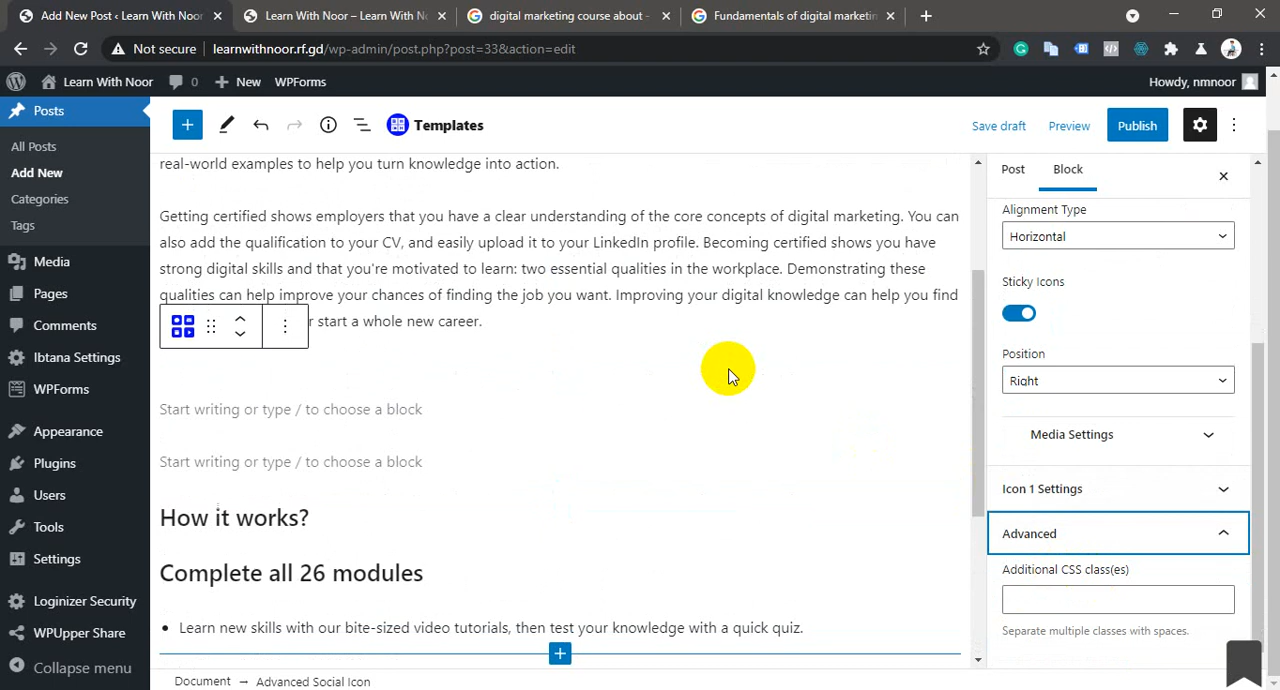 Add New Post ‹ Learn With Noor
Learn With Noor – Learn With N
digital marketing course about -
Fundamentals of digital marketin
Not secure
learnwithnoor.rf.gd/wp-admin/post.php?post=33&action=edit
Learn With Noor
0
New
WPForms
Howdy, nmnoor
Posts
All Posts
Add New
Categories
Tags
Media
Pages
Comments
Ibtana Settings
WPForms
Appearance
Plugins
Users
Tools
Settings
Loginizer Security
WPUpper Share
Collapse menu
Templates
Save draft
Preview
Publish
real-world examples to help you turn knowledge into action.
Getting certified shows employers that you have a clear understanding of the core concepts of digital marketing. You can
also add the qualification to your CV, and easily upload it to your LinkedIn profile. Becoming certified shows you have
strong digital skills and that you're motivated to learn: two essential qualities in the workplace. Demonstrating these
qualities can help improve your chances of finding the job you want. Improving your digital knowledge can help you find
r start a whole new career.
Start writing or type / to choose a block
Start writing or type / to choose a block
How it works?
Complete all 26 modules
• Learn new skills with our bite-sized video tutorials, then test your knowledge with a quick quiz.
Document → Advanced Social Icon
Post
Block
Alignment Type
Horizontal
Sticky Icons
Position
Right
Media Settings
Icon 1 Settings
Advanced
Additional CSS class(es)
Separate multiple classes with spaces.